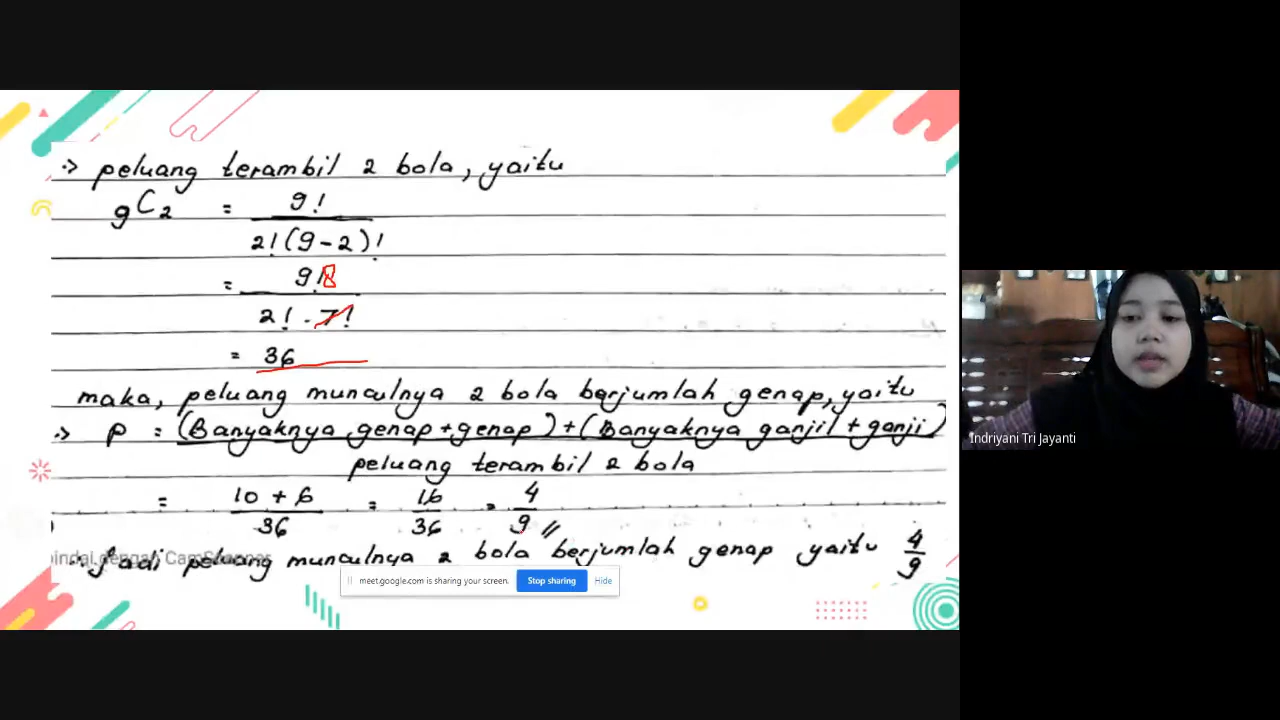 ∴> peluang terambil 2 bola, yaitu
9C2 = 9!
2!(9-2)!
= 9! 8
2! . 7!
= 36
maka, peluang munculnya 2 bola berjumlah genap, yaitu
∴> P = (Banyaknya genap+genap)+(Banyaknya ganjil+ganji)
peluang terambil 2 bola
= 10 + 6 = 16 = 4
36 36 9 //
Indriyani Tri Jayanti
dengan CamScanner
Jadi peluang munculnya 2 bola berjumlah genap yaitu 4
9
meet.google.com is sharing your screen. Stop sharing Hide